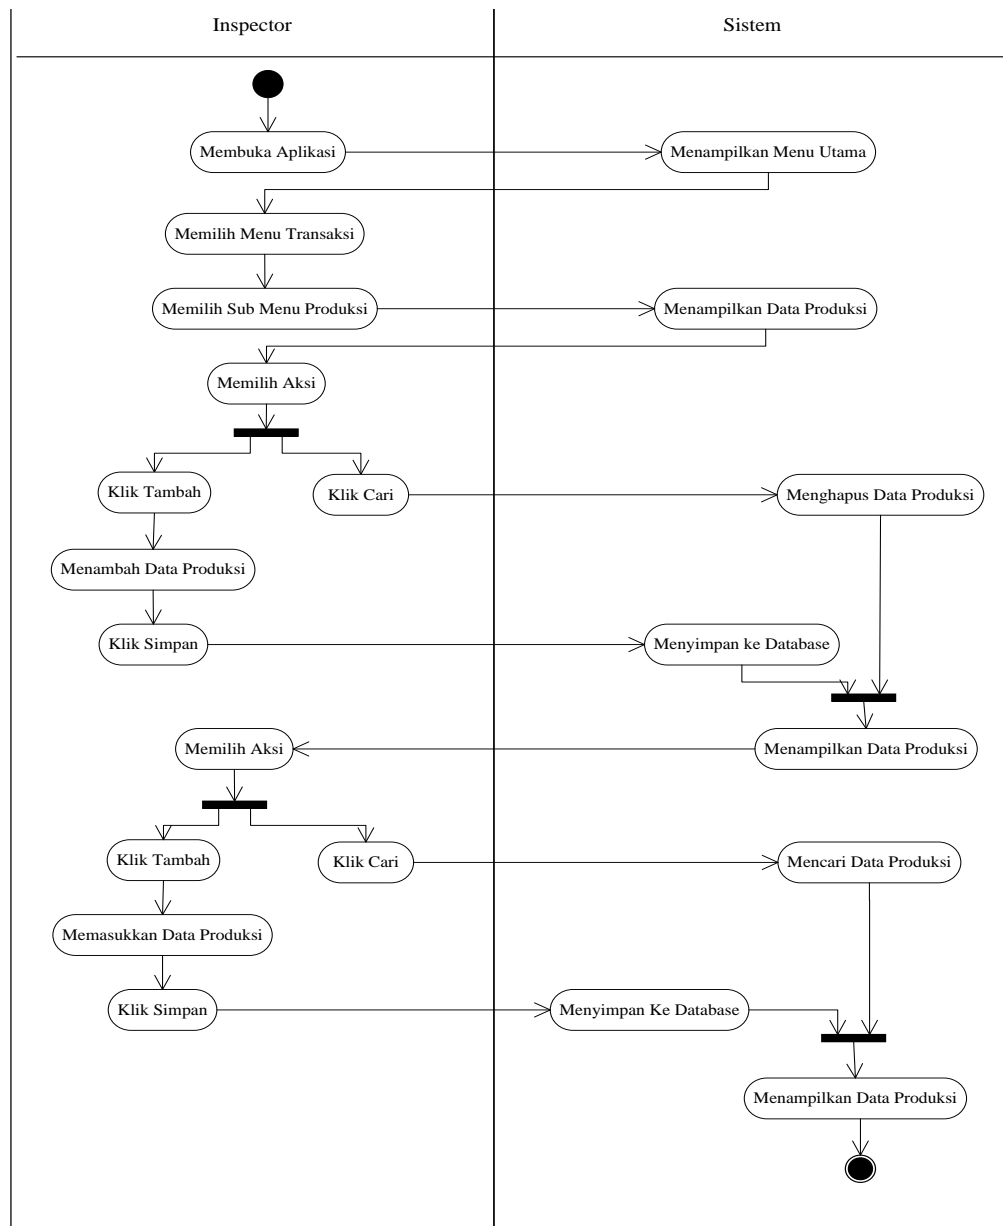 Inspector
Sistem
Membuka Aplikasi
Menampilkan Menu Utama
Memilih Menu Transaksi
Memilih Sub Menu Produksi
Menampilkan Data Produksi
Memilih Aksi
Klik Tambah
Klik Cari
Menghapus Data Produksi
Menambah Data Produksi
Klik Simpan
Menyimpan ke Database
Memilih Aksi
Menampilkan Data Produksi
Klik Tambah
Klik Cari
Mencari Data Produksi
Memasukkan Data Produksi
Klik Simpan
Menyimpan Ke Database
Menampilkan Data Produksi